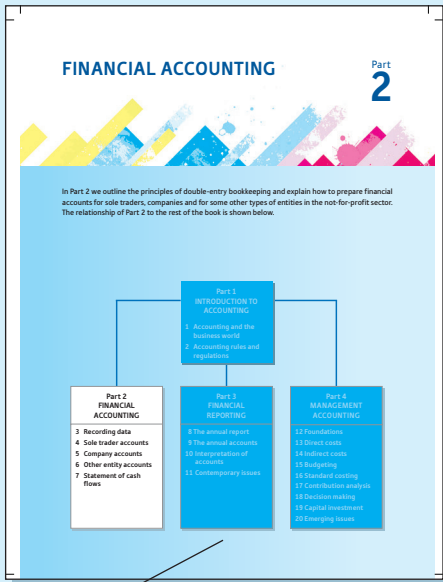 FINANCIAL ACCOUNTING
Part
2
In Part 2 we outline the principles of double-entry bookkeeping and explain how to prepare financial
accounts for sole traders, companies and for some other types of entities in the not-for-profit sector.
The relationship of Part 2 to the rest of the book is shown below.
Part 1
INTRODUCTION TO
ACCOUNTING
1 Accounting and the
business world
2 Accounting rules and
regulations
Part 2
FINANCIAL
ACCOUNTING
3 Recording data
4 Sole trader accounts
5 Company accounts
6 Other entity accounts
7 Statement of cash
flows
Part 3
FINANCIAL
REPORTING
8 The annual report
9 The annual accounts
10 Interpretation of
accounts
11 Contemporary issues
Part 4
MANAGEMENT
ACCOUNTING
12 Foundations
13 Direct costs
14 Indirect costs
15 Budgeting
16 Standard costing
17 Contribution analysis
18 Decision making
19 Capital investment
20 Emerging issues